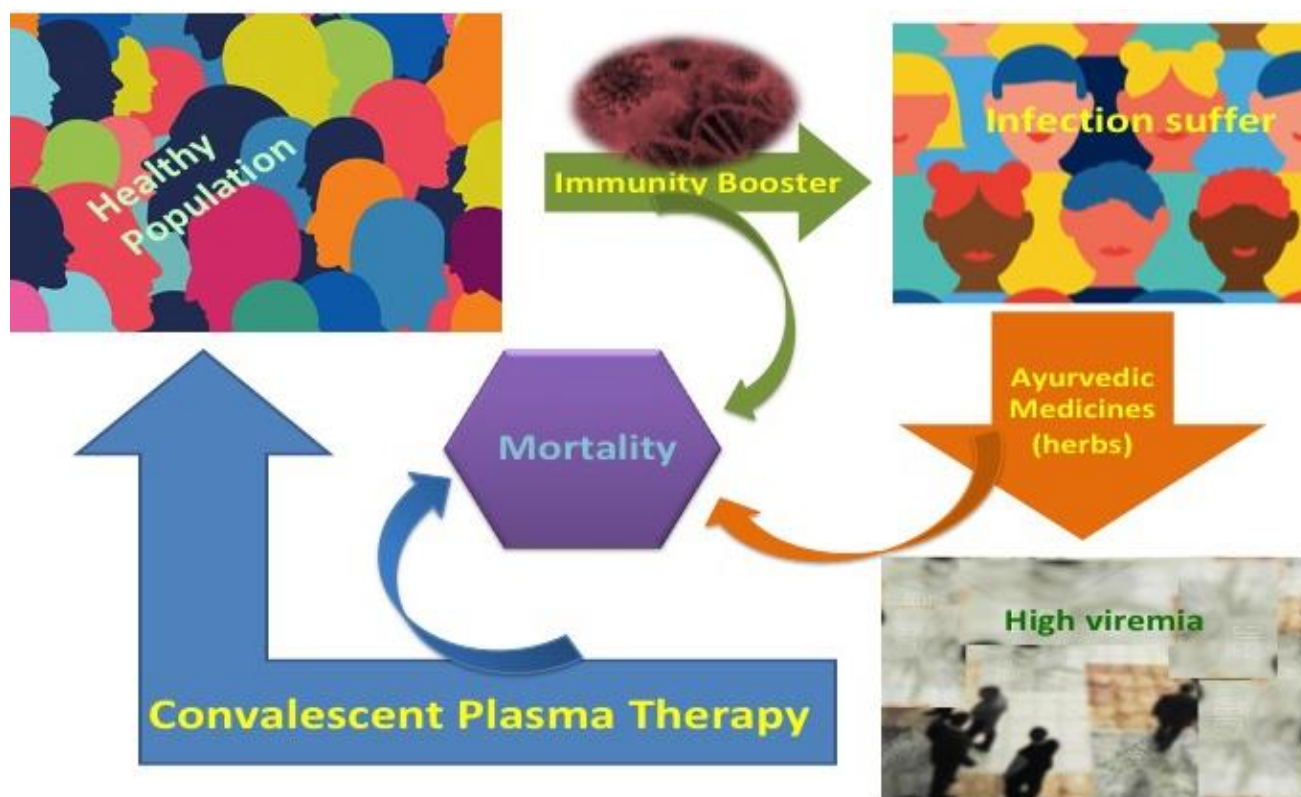 Healthy
Population
Immunity Booster
Infection suffer
Ayurvedic
Medicines
(herbs)
Mortality
High viremia
Convalescent Plasma Therapy